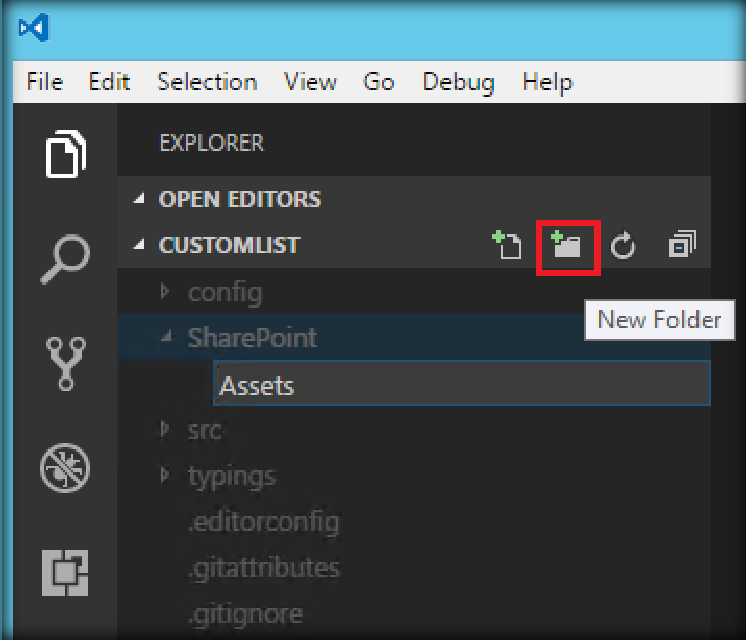 File Edit Selection View Go Debug Help
EXPLORER
OPEN EDITORS
CUSTOMLIST
config
New Folder
SharePoint
Assets
src
typings
.editorconfig
.gitattributes
.gitignore